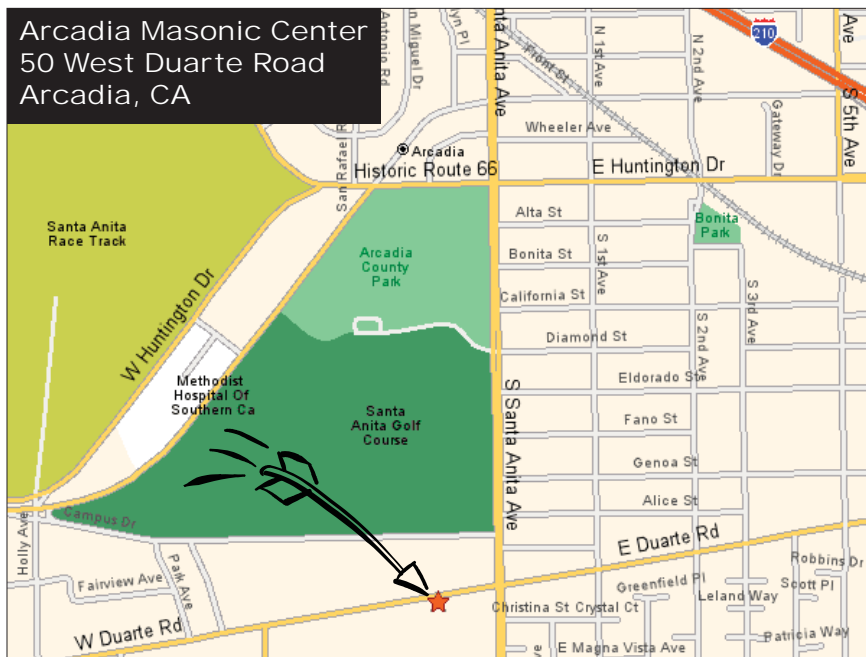 Arcadia Masonic Center
50 West Duarte Road
Arcadia, CA
Antonio Rd
San Miguel Dr
yn Pl
Santa Anita Ave
N 1st Ave
N 2nd Ave
210
Ave
S 5th Ave
Front St
Wheeler Ave
Gateway Dr
San Rafael R
Arcadia
Historic Route 66
E Huntington Dr
Santa Anita
Race Track
Arcadia
County
Park
Alta St
Bonita
Park
Bonita St
S 1st Ave
California St
S 2nd Ave
S 3rd Ave
Diamond St
W Huntington Dr
Methodist
Hospital Of
Southern Ca
Santa
Anita Golf
Course
S Santa Anita Ave
Eldorado St
Fano St
Genoa St
Alice St
Holly Ave
Campus Dr
E Duarte Rd
Fairview Ave
Park Ave
Robbins Dr
Greenfield Pl
Scott Pl
Leland Way
Christina St
Crystal Ct
W Duarte Rd
Patricia Way
E Magna Vista Ave